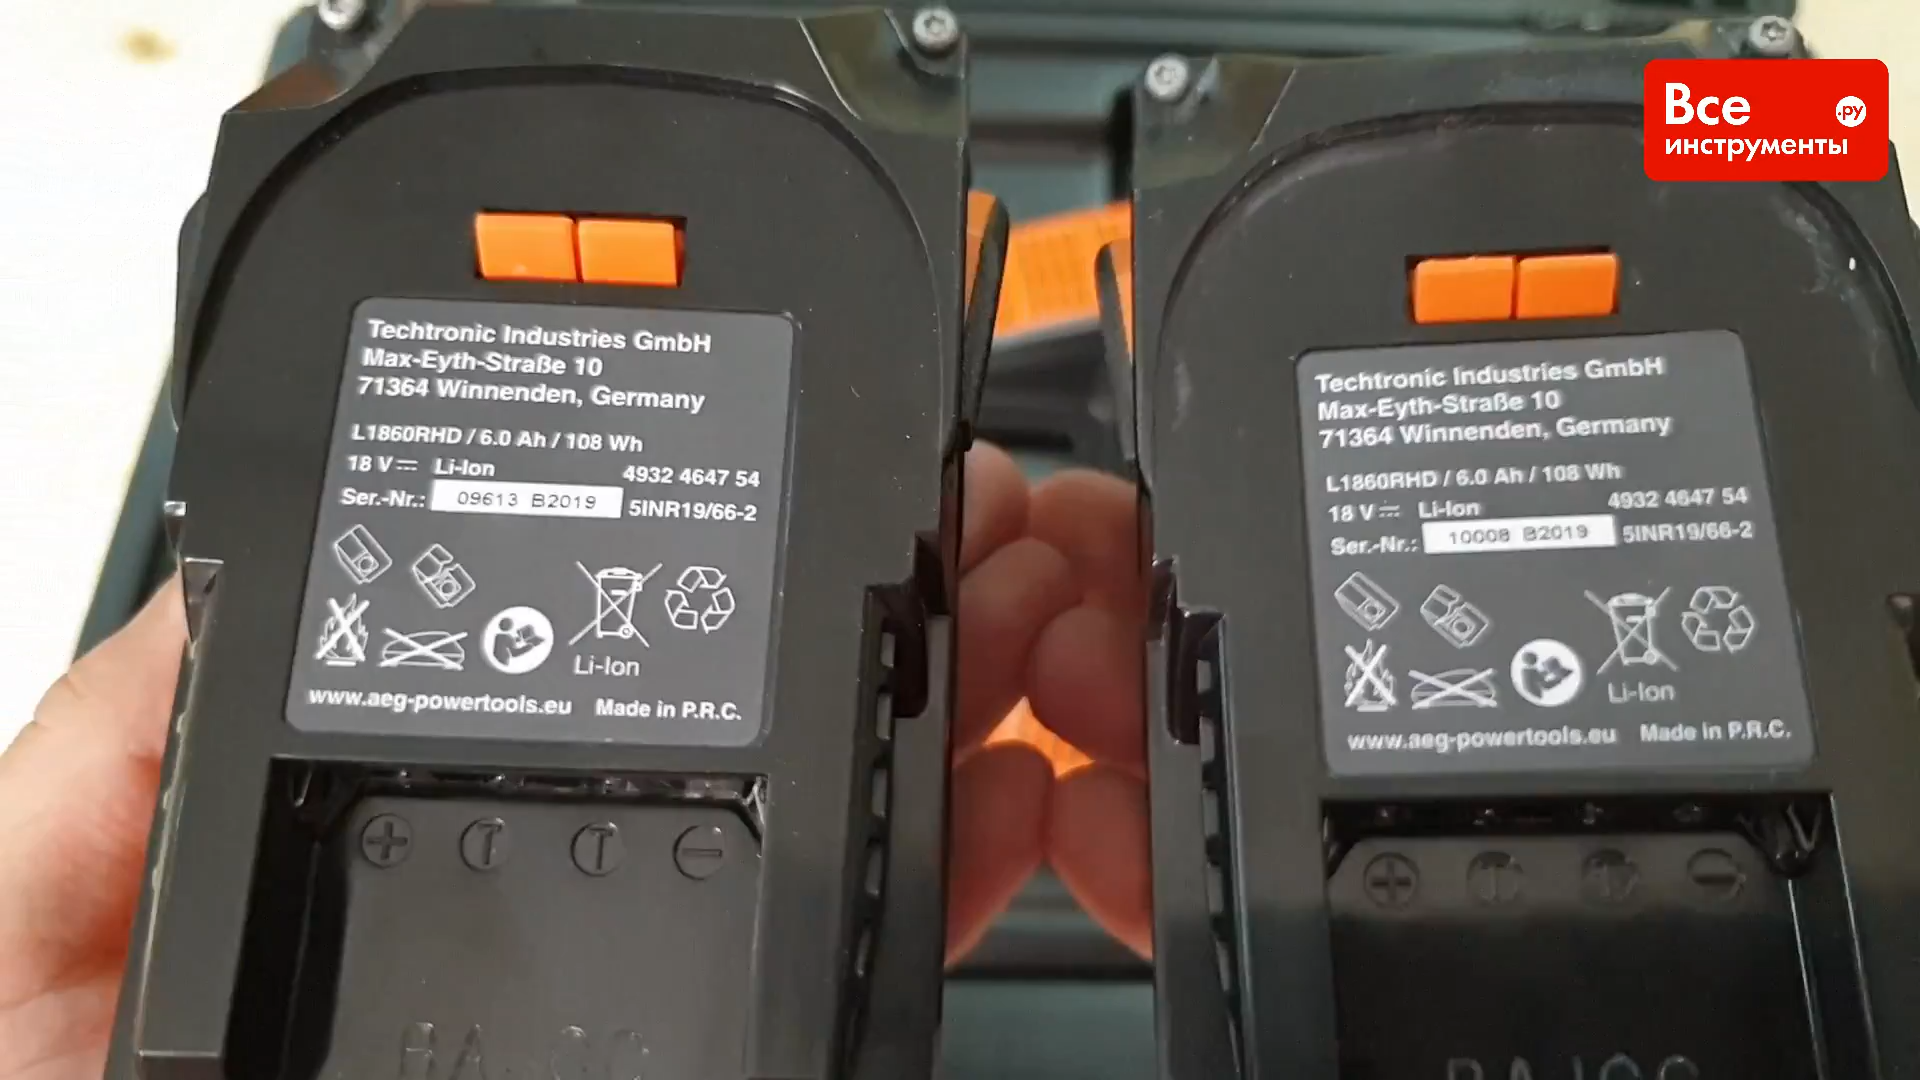 Все
.ру
инструменты
Techtronic Industries GmbH
Max-Eyth-Straße 10
71364 Winnenden, Germany
L1860RHD / 6.0 Ah / 108 Wh
18 V Li-Ion 4932 4647 54
Ser.-Nr.: 09613 B2019 5INR19/66-2
Li-Ion
www.aeg-powertools.eu Made in P.R.C.
+ T T −
Techtronic Industries GmbH
Max-Eyth-Straße 10
71364 Winnenden, Germany
L1860RHD / 6.0 Ah / 108 Wh
18 V Li-Ion 4932 4647 54
Ser.-Nr.: 10008 B2019 5INR19/66-2
Li-Ion
www.aeg-powertools.eu Made in P.R.C.